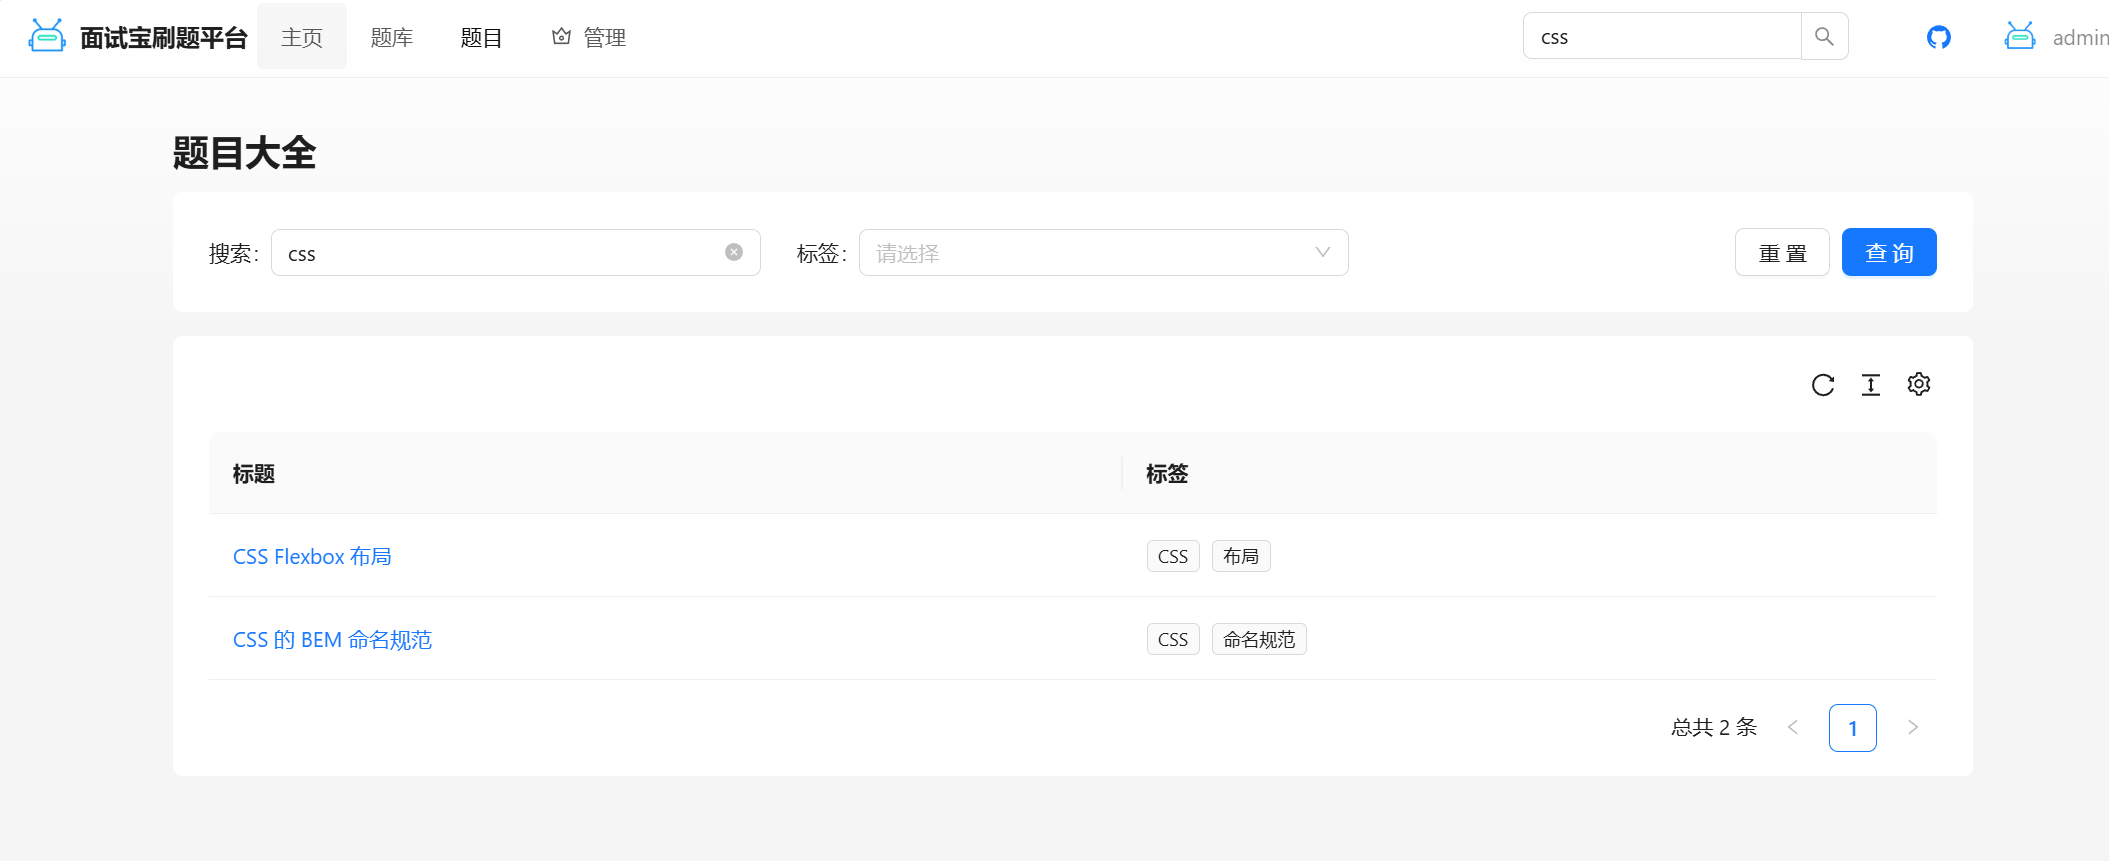 面试宝刷题平台 主页 题库 题目 管理 css admin
题目大全
搜索: css 标签: 请选择 重 置 查 询
标题 标签
CSS Flexbox 布局 CSS 布局
CSS 的 BEM 命名规范 CSS 命名规范
总共 2 条 1